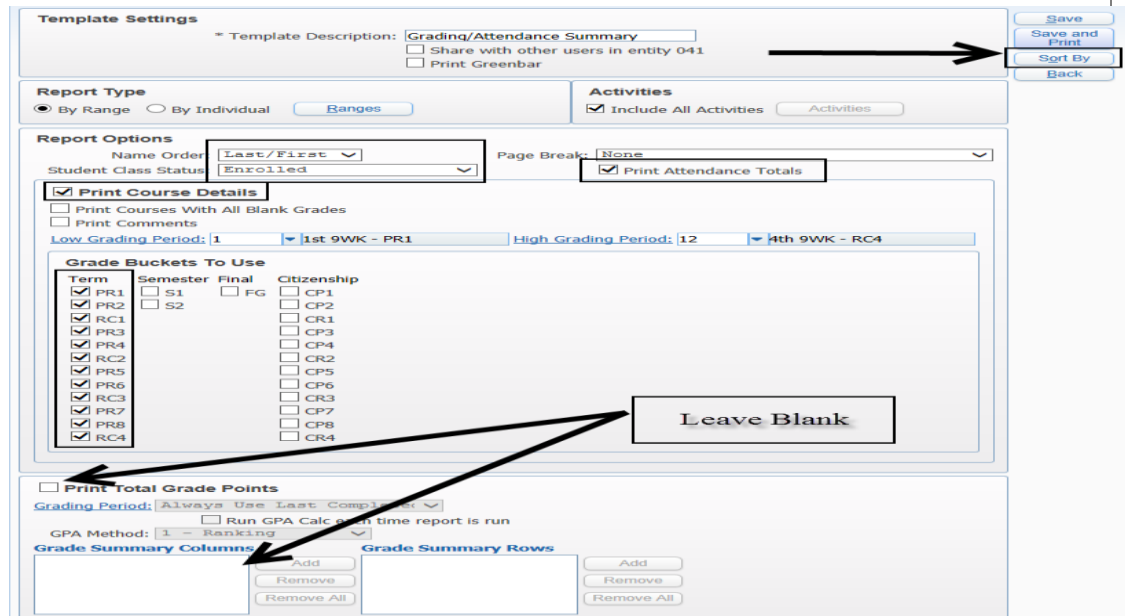 Template Settings
Save
* Template Description: Grading/Attendance Summary
Save and Print
Share with other users in entity 041
Sort By
Print Greenbar
Back
Report Type
Activities
By Range By Individual Ranges
Include All Activities Activities
Report Options
Name Order Last/First
Page Break: None
Student Class Status Enrolled
Print Attendance Totals
Print Course Details
Print Courses With All Blank Grades
Print Comments
Low Grading Period: 1 1st 9WK - PR1 High Grading Period: 12 4th 9WK - RC4
Grade Buckets To Use
Term Semester Final Citizenship
PR1 S1 FG CP1
PR2 S2 CP2
RC1 CR1
PR3 CP3
PR4 CP4
RC2 CR2
PR5 CP5
PR6 CP6
RC3 CR3
PR7 CP7
PR8 CP8
RC4 CR4
Leave Blank
Print Total Grade Points
Grading Period: Always Use Last
Run GPA Calc each time report is run
GPA Method: 1 - Ranking
Grade Summary Columns Grade Summary Rows
Add Add
Remove Remove
Remove All Remove All